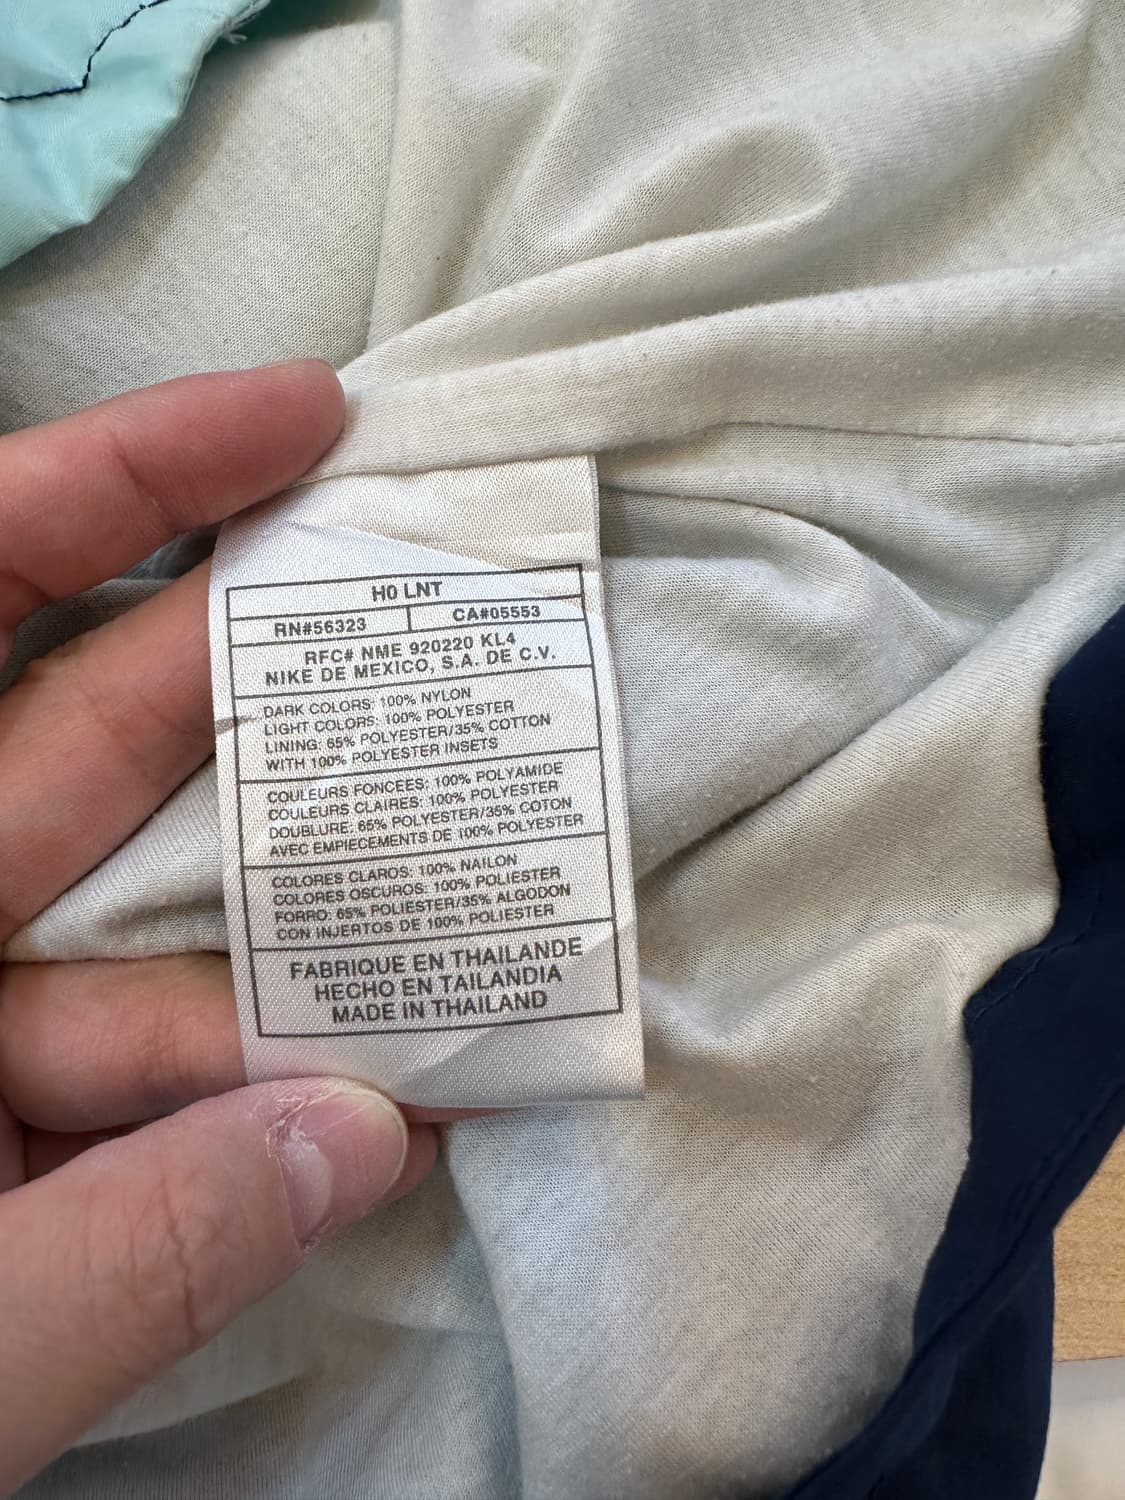 H0 LNT
RN#56323 CA#05553
RFC# NME 920220 KL4
NIKE DE MEXICO, S.A. DE C.V.
DARK COLORS: 100% NYLON
LIGHT COLORS: 100% POLYESTER
LINING: 65% POLYESTER/35% COTTON
WITH 100% POLYESTER INSETS
COULEURS FONCEES: 100% POLYAMIDE
COULEURS CLAIRES: 100% POLYESTER
DOUBLURE: 65% POLYESTER/35% COTON
AVEC EMPIECEMENTS DE 100% POLYESTER
COLORES CLAROS: 100% NAILON
COLORES OSCUROS: 100% POLIESTER
FORRO: 65% POLIESTER/35% ALGODON
CON INJERTOS DE 100% POLIESTER
FABRIQUE EN THAILANDE
HECHO EN TAILANDIA
MADE IN THAILAND